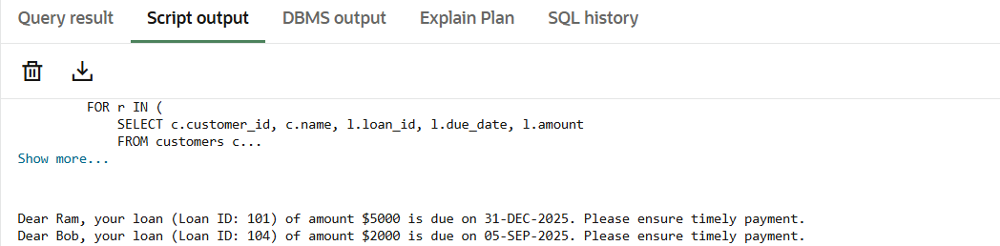 Query result Script output DBMS output Explain Plan SQL history
FOR r IN (
SELECT c.customer_id, c.name, l.loan_id, l.due_date, l.amount
FROM customers c...
Show more...
Dear Ram, your loan (Loan ID: 101) of amount $5000 is due on 31-DEC-2025. Please ensure timely payment.
Dear Bob, your loan (Loan ID: 104) of amount $2000 is due on 05-SEP-2025. Please ensure timely payment.